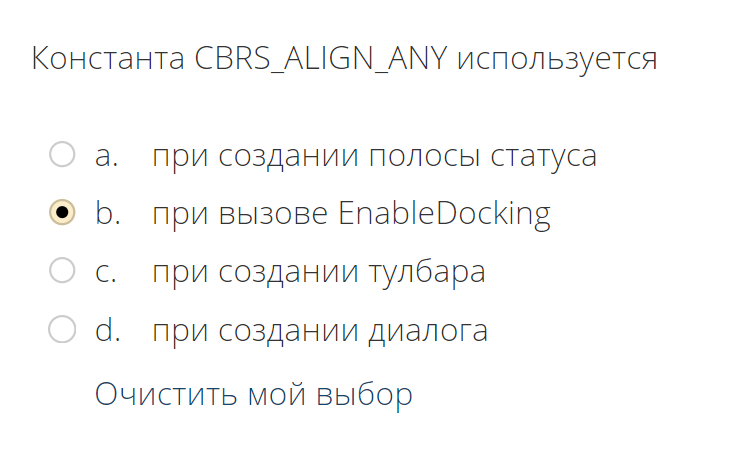 Константа CBRS_ALIGN_ANY используется
a. при создании полосы статуса
b. при вызове EnableDocking
c. при создании тулбара
d. при создании диалога
Очистить мой выбор